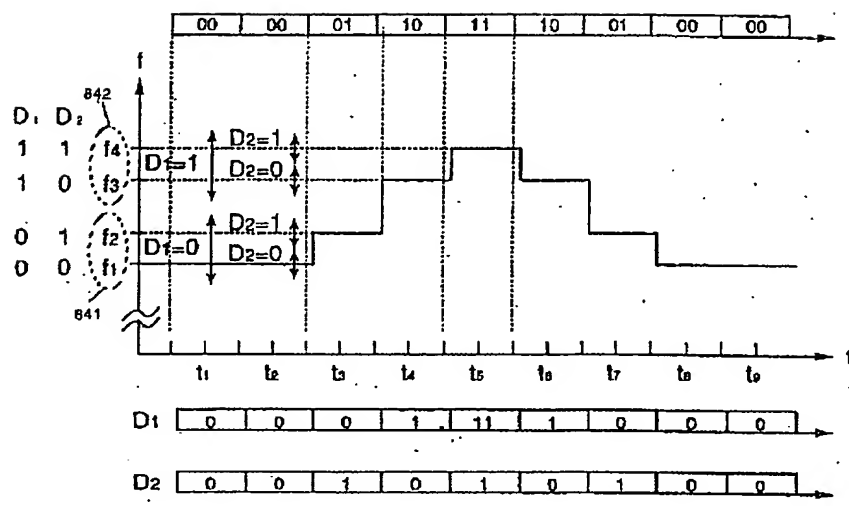 00 00 01 10 11 10 01 00 00
f
842
D1 D2
1 1 f4 D1=1 D2=1
1 0 f3 D2=0
0 1 f2 D1=0 D2=1
0 0 f1 D2=0
841
t1 t2 t3 t4 t5 t6 t7 t8 t9
D1 0 0 0 1 11 1 0 0 0
D2 0 0 1 0 1 0 1 0 0